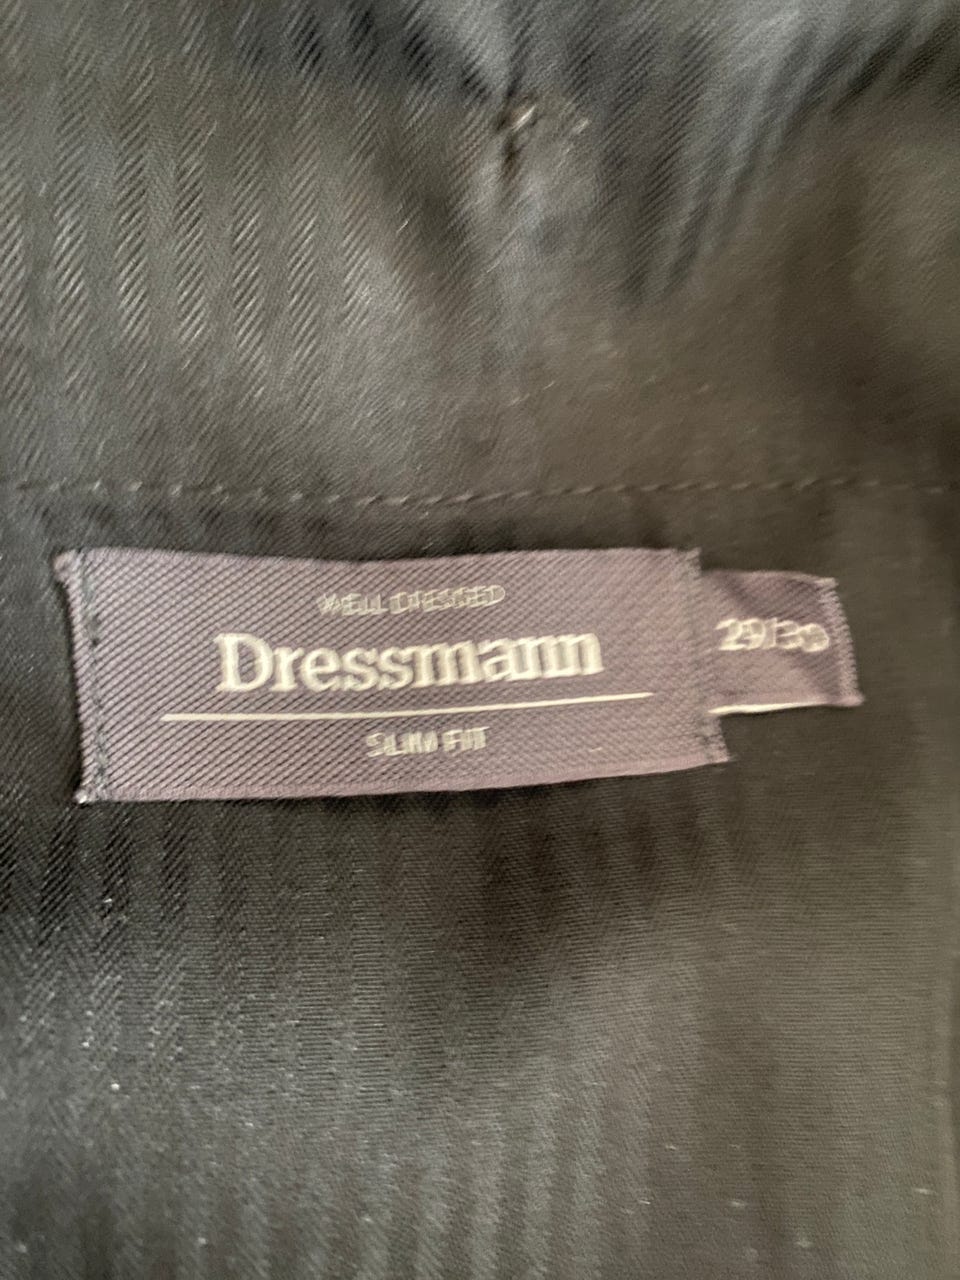 WELL DRESSED
Dressmann
SLIM FIT
29/30